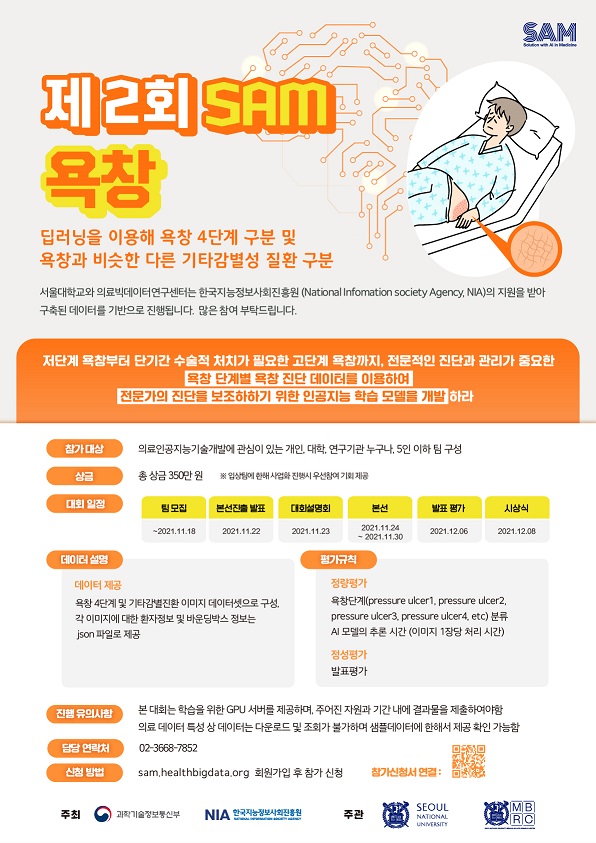 SAM
Solution with AI in Medicine
제 2회 SAM
욕창
딥러닝을 이용해 욕창 4단계 구분 및
욕창과 비슷한 다른 기타감별성 질환 구분
서울대학교와 의료빅데이터연구센터는 한국지능정보사회진흥원 (National Infomation society Agency, NIA)의 지원을 받아
구축된 데이터를 기반으로 진행됩니다. 많은 참여 부탁드립니다.
저단계 욕창부터 단기간 수술적 처치가 필요한 고단계 욕창까지, 전문적인 진단과 관리가 중요한
욕창 단계별 욕창 진단 데이터를 이용하여
전문가의 진단을 보조하하기 위한 인공지능 학습 모델을 개발 하라
참가 대상 의료인공지능기술개발에 관심이 있는 개인, 대학, 연구기관 누구나, 5인 이하 팀 구성
상금 총 상금 350만 원 ※ 입상팀에 한해 사업화 진행시 우선참여 기회 제공
대회 일정
팀 모집 본선진출 발표 대회설명회 본선 발표 평가 시상식
~2021.11.18 2021.11.22 2021.11.23 2021.11.24 ~ 2021.11.30 2021.12.06 2021.12.08
데이터 설명
데이터 제공
욕창 4단계 및 기타감별진환 이미지 데이터셋으로 구성,
각 이미지에 대한 환자정보 및 바운딩박스 정보는
json 파일로 제공
평가규칙
정량평가
욕창단계(pressure ulcer1, pressure ulcer2,
pressure ulcer3, pressure ulcer4, etc) 분류
AI 모델의 추론 시간 (이미지 1장당 처리 시간)
정성평가
발표평가
진행 유의사항 본 대회는 학습을 위한 GPU 서버를 제공하며, 주어진 자원과 기간 내에 결과물을 제출하여야함
의료 데이터 특성 상 데이터는 다운로드 및 조회가 불가하며 샘플데이터에 한해서 제공 확인 가능함
담당 연락처 02-3668-7852
신청 방법 sam.healthbigdata.org 회원가입 후 참가 신청 참가신청서 연결 :
주최 과학기술정보통신부 NIA 한국지능정보사회진흥원 주관 SEOUL NATIONAL UNIVERSITY MBRC
NATIONAL INFORMATION SOCIETY AGENCY